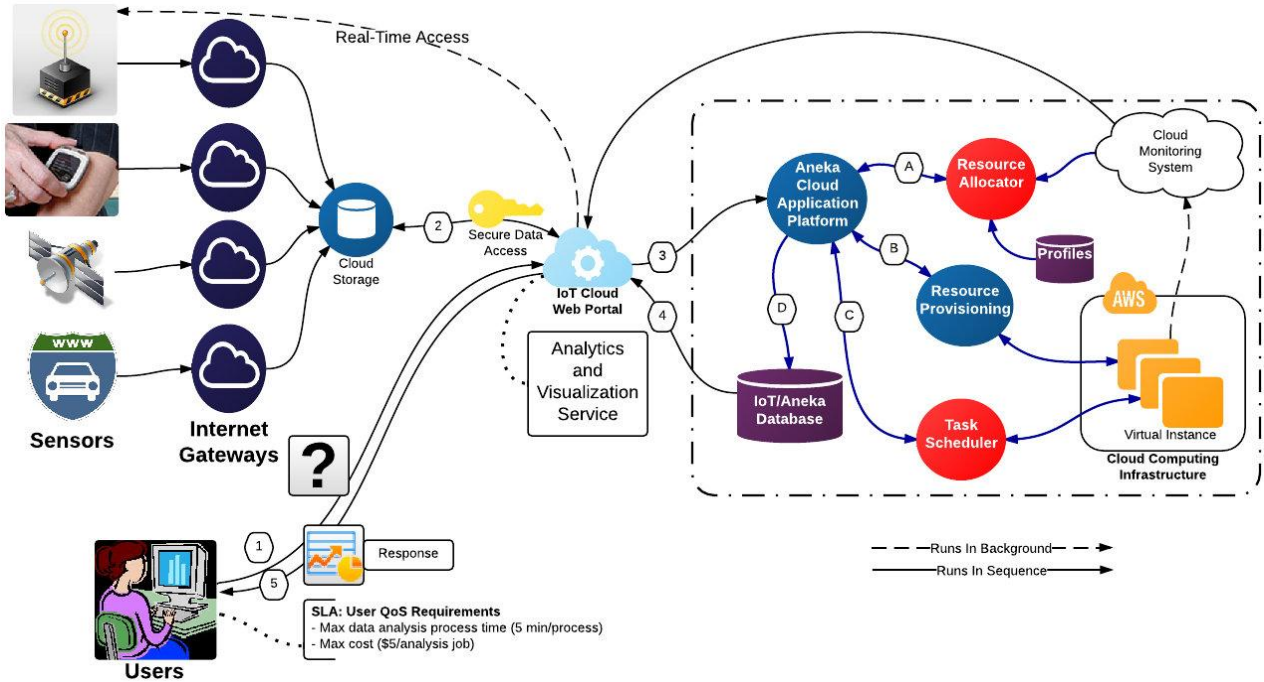 Real-Time Access
Cloud
Monitoring
System
Aneka
Cloud
Application
Platform
A
Resource
Allocator
2
Secure Data
Access
3
B
Profiles
Cloud
Storage
IoT Cloud
Web Portal
Resource
Provisioning
AWS
4
D
C
WWW
Analytics
and
Visualization
Service
IoT/Aneka
Database
Task
Scheduler
Virtual Instance
Cloud Computing
Infrastructure
Sensors
Internet
Gateways
?
1
5
Response
Runs In Background
Runs In Sequence
SLA: User QoS Requirements
- Max data analysis process time (5 min/process)
- Max cost ($5/analysis job)
Users